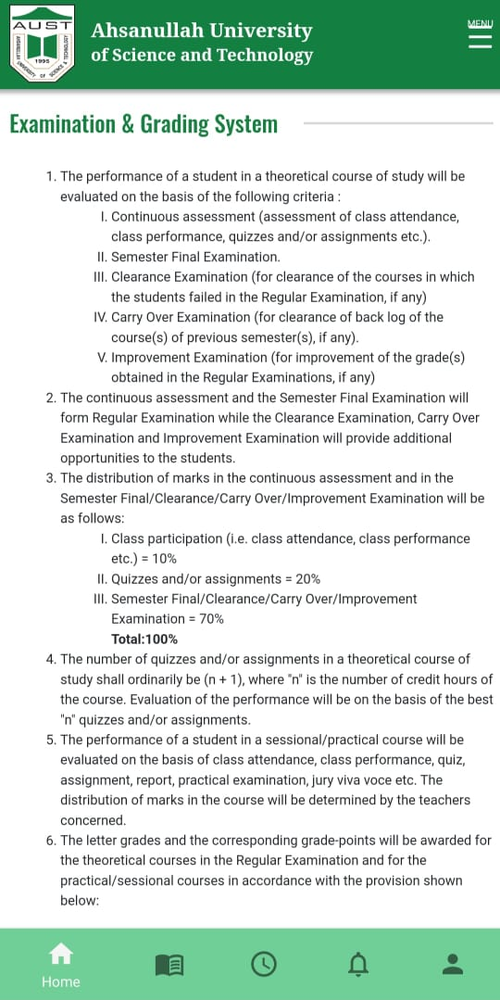 AUST
1995
AHSANULLAH UNIVERSITY OF SCIENCE & TECHNOLOGY
Ahsanullah University
of Science and Technology
MENU
Examination & Grading System
1. The performance of a student in a theoretical course of study will be
evaluated on the basis of the following criteria :
I. Continuous assessment (assessment of class attendance,
class performance, quizzes and/or assignments etc.).
II. Semester Final Examination.
III. Clearance Examination (for clearance of the courses in which
the students failed in the Regular Examination, if any)
IV. Carry Over Examination (for clearance of back log of the
course(s) of previous semester(s), if any).
V. Improvement Examination (for improvement of the grade(s)
obtained in the Regular Examinations, if any)
2. The continuous assessment and the Semester Final Examination will
form Regular Examination while the Clearance Examination, Carry Over
Examination and Improvement Examination will provide additional
opportunities to the students.
3. The distribution of marks in the continuous assessment and in the
Semester Final/Clearance/Carry Over/Improvement Examination will be
as follows:
I. Class participation (i.e. class attendance, class performance
etc.) = 10%
II. Quizzes and/or assignments = 20%
III. Semester Final/Clearance/Carry Over/Improvement
Examination = 70%
Total:100%
4. The number of quizzes and/or assignments in a theoretical course of
study shall ordinarily be (n + 1), where "n" is the number of credit hours of
the course. Evaluation of the performance will be on the basis of the best
"n" quizzes and/or assignments.
5. The performance of a student in a sessional/practical course will be
evaluated on the basis of class attendance, class performance, quiz,
assignment, report, practical examination, jury viva voce etc. The
distribution of marks in the course will be determined by the teachers
concerned.
6. The letter grades and the corresponding grade-points will be awarded for
the theoretical courses in the Regular Examination and for the
practical/sessional courses in accordance with the provision shown
below:
Home